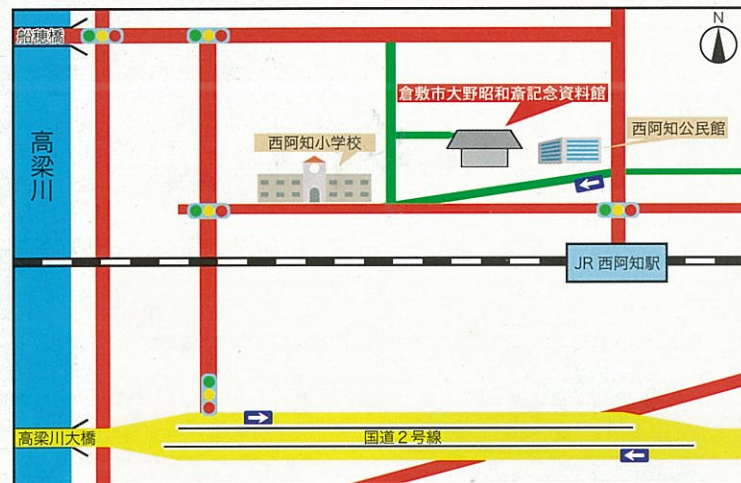 船穂橋
N
倉敷市大野昭和斎記念資料館
西阿知小学校
西阿知公民館
高梁川
JR 西阿知駅
高梁川大橋
国道2号線